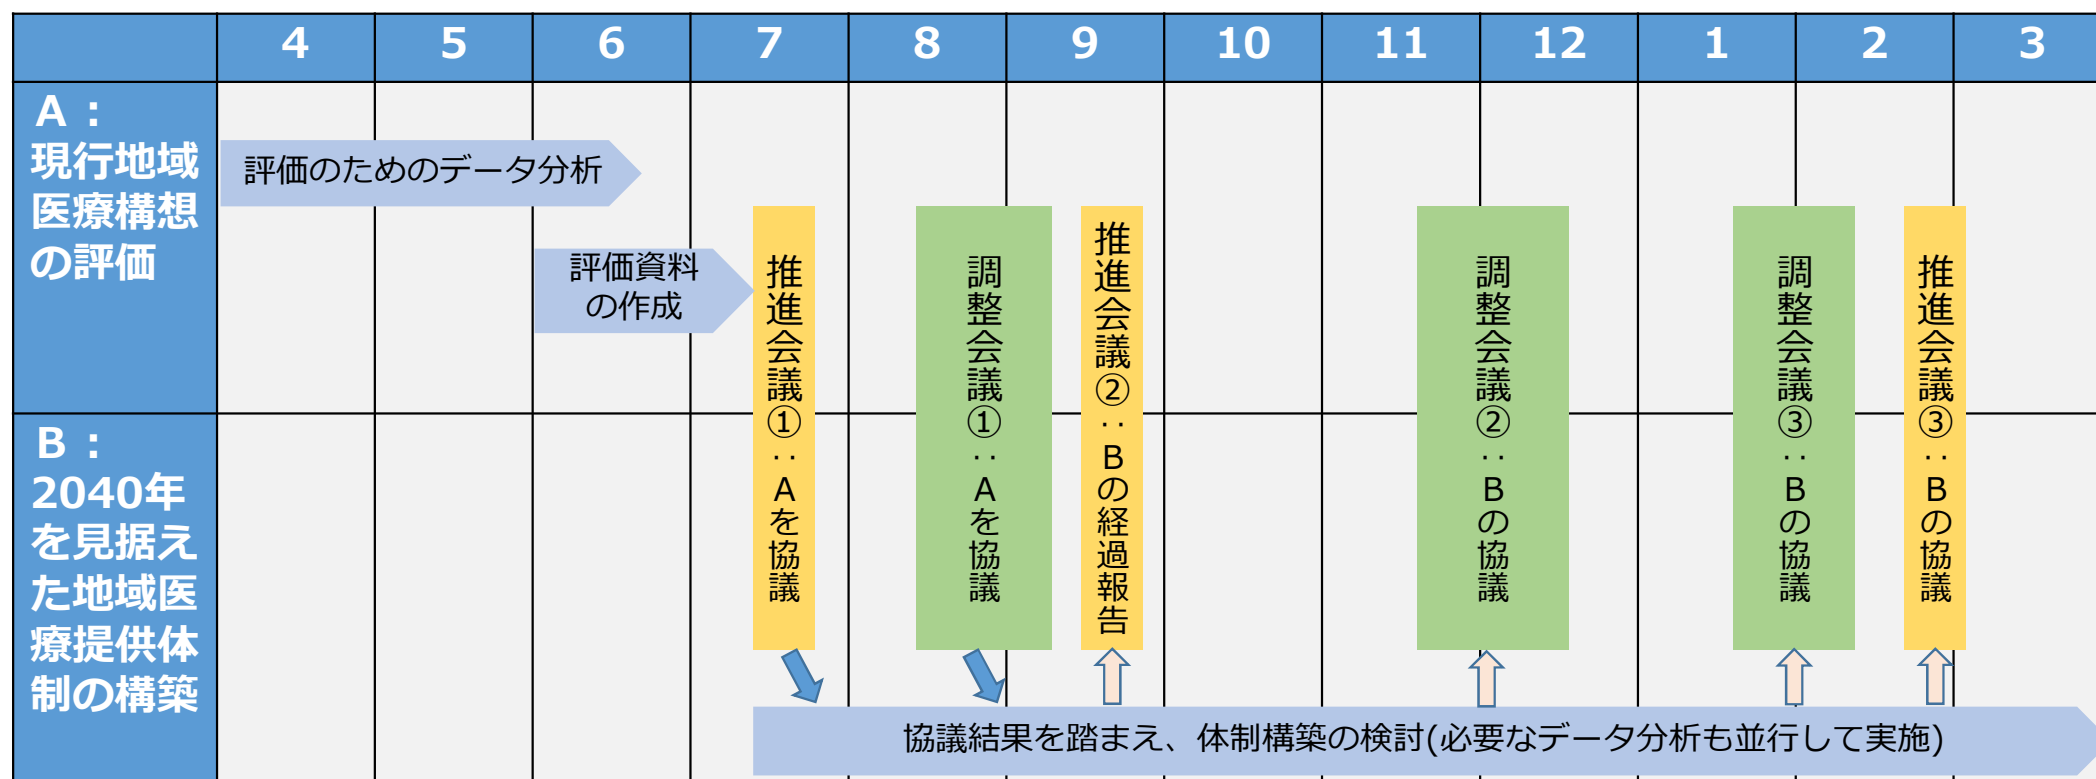 4 5 6 7 8 9 10 11 12 1 2 3
A：
現行地域
医療構想
の評価
評価のためのデータ分析
評価資料
の作成
推進会議①：Aを協議
調整会議①：Aを協議
推進会議②：Bの経過報告
調整会議②：Bの協議
調整会議③：Bの協議
推進会議③：Bの協議
B：
2040年
を見据え
た地域医
療提供体
制の構築
協議結果を踏まえ、体制構築の検討(必要なデータ分析も並行して実施)